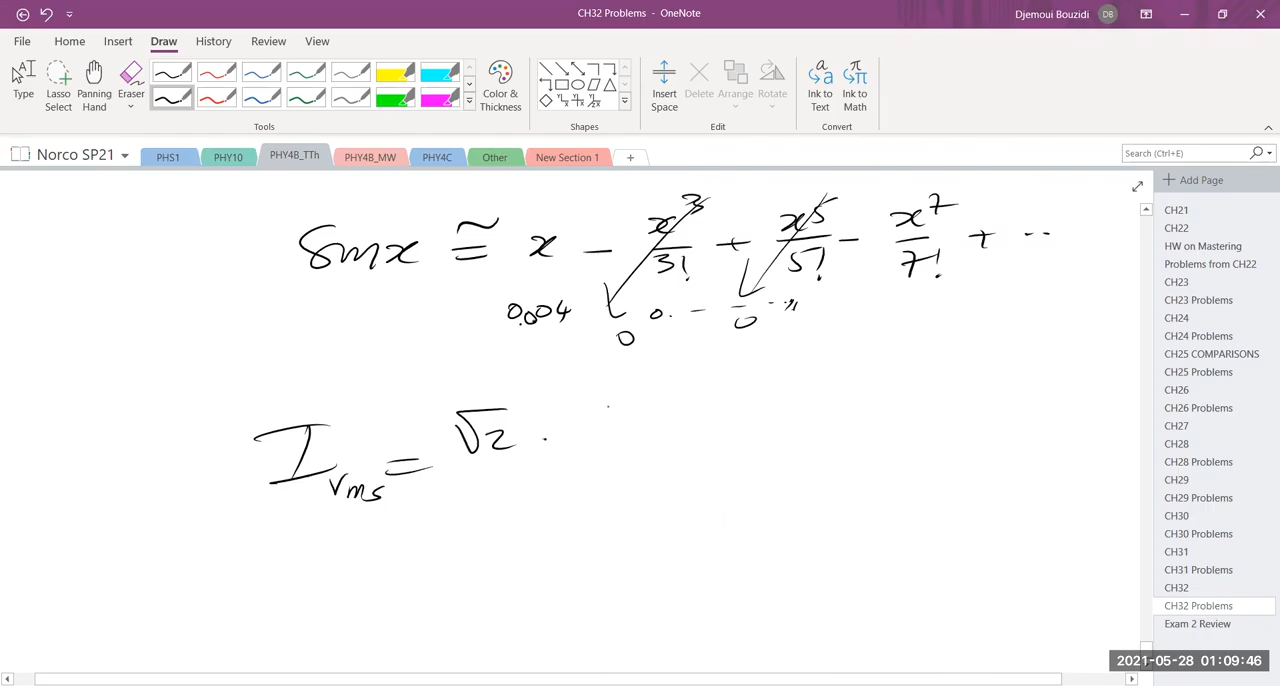 CH32 Problems - OneNote
Djemoui Bouzidi DB
File Home Insert Draw History Review View
Type Lasso Select Panning Hand Eraser Color & Thickness Insert Space Delete Arrange Rotate Ink to Text Ink to Math
Tools Shapes Edit Convert
Norco SP21 PHS1 PHY10 PHY4B_TTh PHY4B_MW PHY4C Other New Section 1 +
Search (Ctrl+E)
Add Page
CH21
CH22
HW on Mastering
Problems from CH22
CH23
CH23 Problems
CH24
CH24 Problems
CH25 COMPARISONS
CH25 Problems
CH26
CH26 Problems
CH27
CH28
CH28 Problems
CH29
CH29 Problems
CH30
CH30 Problems
CH31
CH31 Problems
CH32
CH32 Problems
Exam 2 Review
sin x ≅ x - x³/3! + x⁵/5! - x⁷/7! + ...
0.004 0 0. - 0
I rms = √2 .
2021-05-28 01:09:46